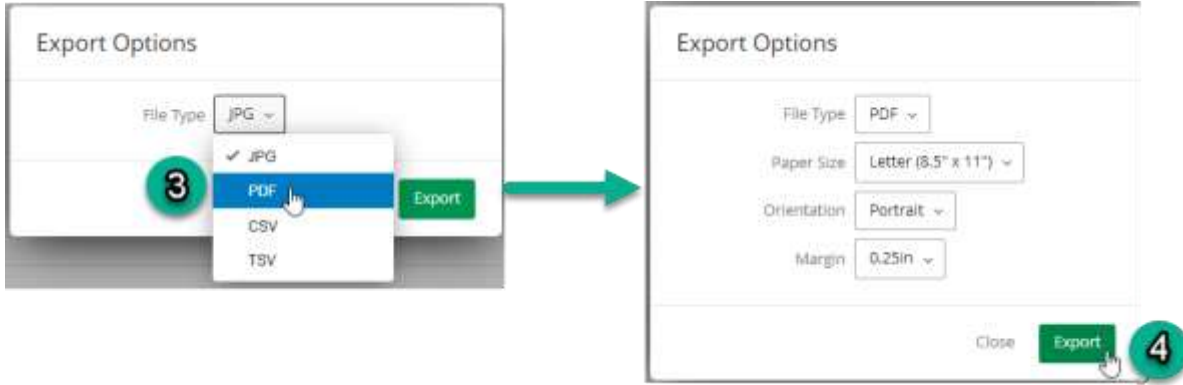 Export Options
File Type JPG
JPG
3
PDF
Export
CSV
TSV
Export Options
File Type PDF
Paper Size Letter (8.5" x 11")
Orientation Portrait
Margin 0.25in
Close Export 4